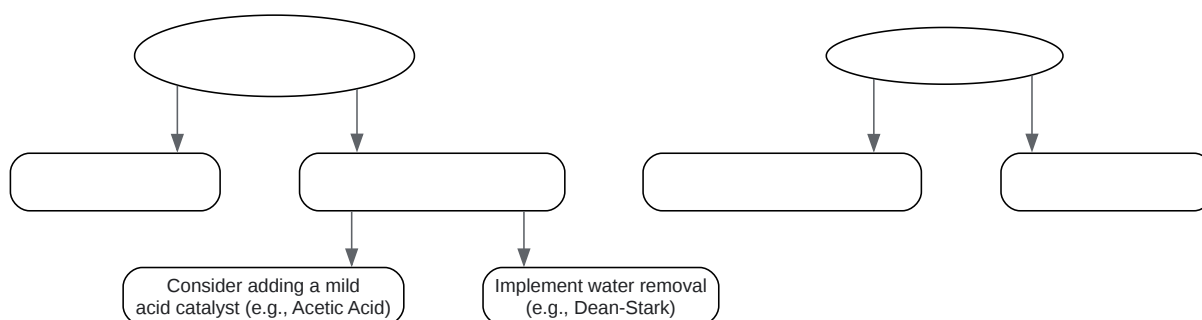 Consider adding a mild
acid catalyst (e.g., Acetic Acid)
Implement water removal
(e.g., Dean-Stark)